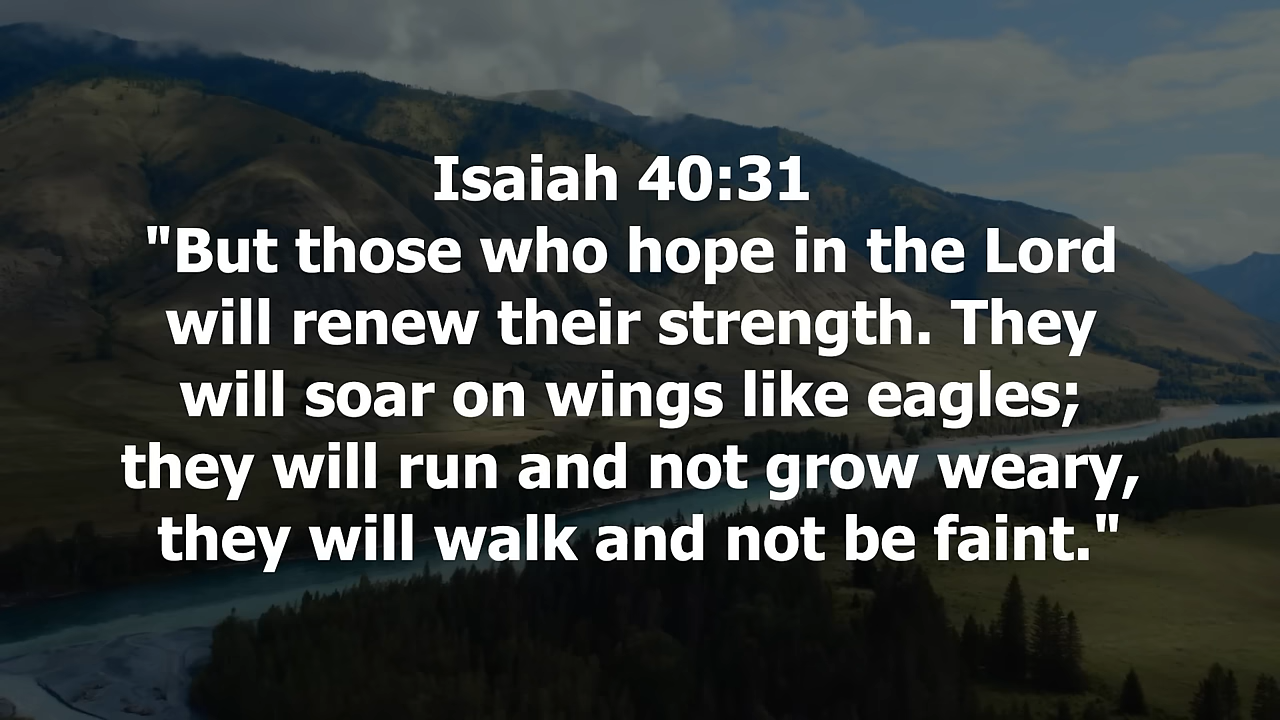 Isaiah 40:31
"But those who hope in the Lord
will renew their strength. They
will soar on wings like eagles;
they will run and not grow weary,
they will walk and not be faint."